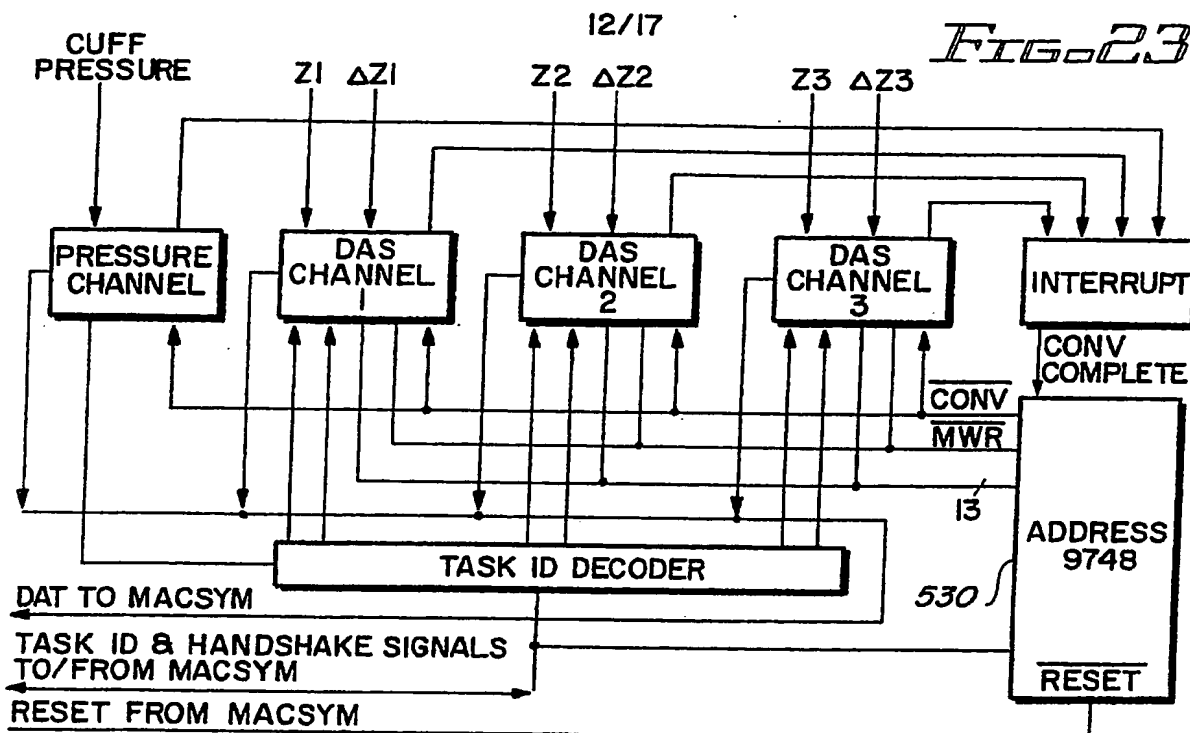 12/17
FIG. 23
CUFF
PRESSURE
Z1 ΔZ1
Z2 ΔZ2
Z3 ΔZ3
PRESSURE
CHANNEL
DAS
CHANNEL
1
DAS
CHANNEL
2
DAS
CHANNEL
3
INTERRUPT
CONV
COMPLETE
CONV
MWR
13
ADDRESS
9748
TASK ID DECODER
530
DAT TO MACSYM
TASK ID & HANDSHAKE SIGNALS
TO/FROM MACSYM
RESET
RESET FROM MACSYM